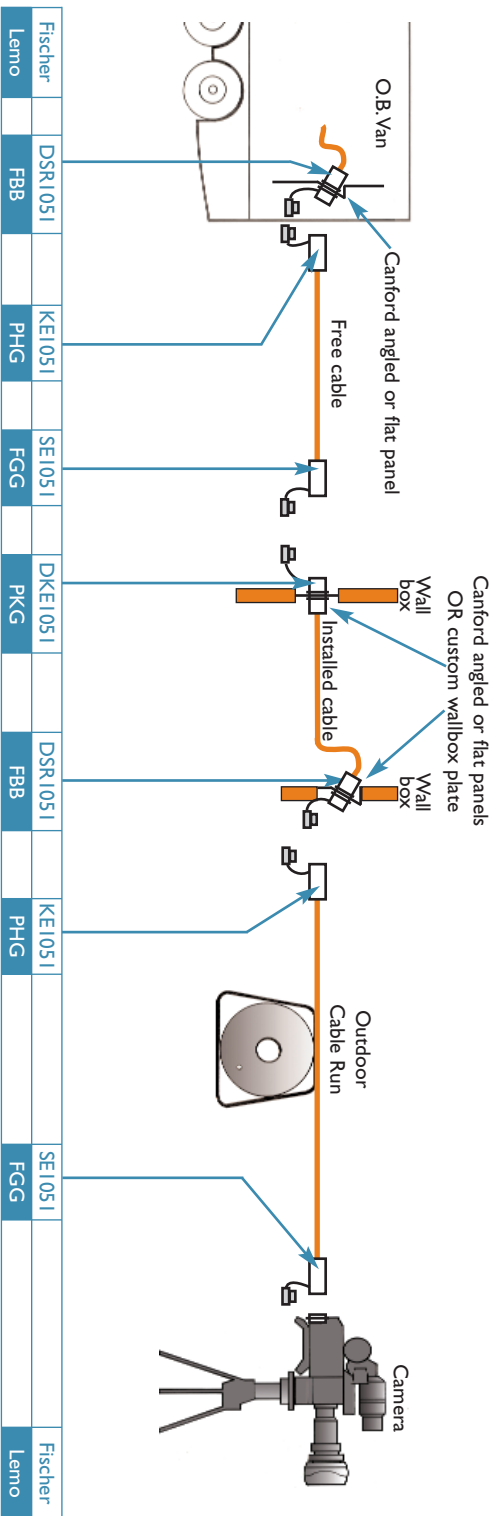 O.B. Van
Canford angled or flat panel
Free cable
Canford angled or flat panels
OR custom wallbox plate
Wall
box
Installed cable
Wall
box
Outdoor
Cable Run
Camera
Fischer
DSR1051
KE1051
SE1051
DKE1051
DSR1051
KE1051
SE1051
Fischer
Lemo
FBB
PHG
FGG
PKG
FBB
PHG
FGG
Lemo